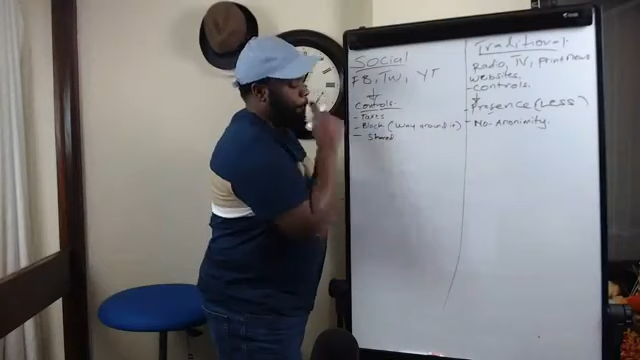 Social
FB, TW, YT
Controls
- Taxes
- Block (way around it)
- Shared
Traditional
Radio, TV, Print News
Websites.
- Controls.
- Presence (Less)
- No-Anonimity.